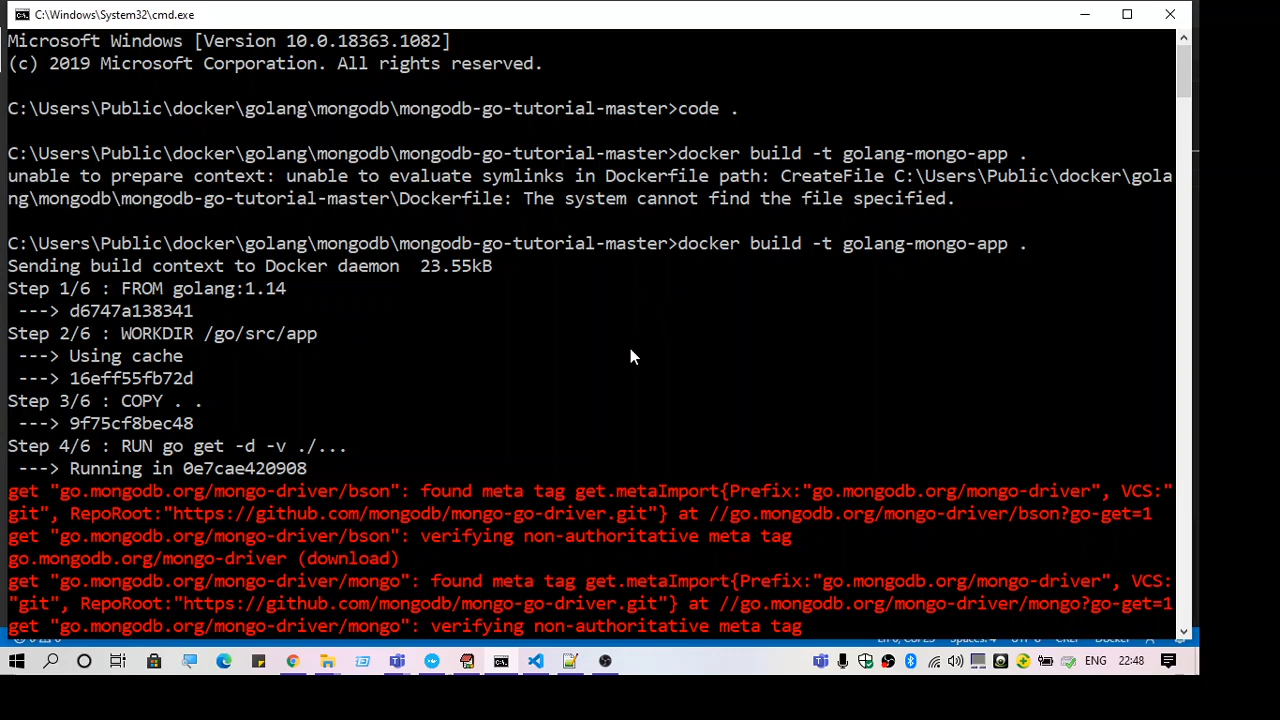 C:\Windows\System32\cmd.exe
Microsoft Windows [Version 10.0.18363.1082]
(c) 2019 Microsoft Corporation. All rights reserved.
C:\Users\Public\docker\golang\mongodb\mongodb-go-tutorial-master>code .
C:\Users\Public\docker\golang\mongodb\mongodb-go-tutorial-master>docker build -t golang-mongo-app .
unable to prepare context: unable to evaluate symlinks in Dockerfile path: CreateFile C:\Users\Public\docker\gola
ng\mongodb\mongodb-go-tutorial-master\Dockerfile: The system cannot find the file specified.
C:\Users\Public\docker\golang\mongodb\mongodb-go-tutorial-master>docker build -t golang-mongo-app .
Sending build context to Docker daemon  23.55kB
Step 1/6 : FROM golang:1.14
 ---> d6747a138341
Step 2/6 : WORKDIR /go/src/app
 ---> Using cache
 ---> 16eff55fb72d
Step 3/6 : COPY . .
 ---> 9f75cf8bec48
Step 4/6 : RUN go get -d -v ./...
 ---> Running in 0e7cae420908
get "go.mongodb.org/mongo-driver/bson": found meta tag get.metaImport{Prefix:"go.mongodb.org/mongo-driver", VCS:"
git", RepoRoot:"https://github.com/mongodb/mongo-go-driver.git"} at //go.mongodb.org/mongo-driver/bson?go-get=1
get "go.mongodb.org/mongo-driver/bson": verifying non-authoritative meta tag
go.mongodb.org/mongo-driver (download)
get "go.mongodb.org/mongo-driver/mongo": found meta tag get.metaImport{Prefix:"go.mongodb.org/mongo-driver", VCS:
"git", RepoRoot:"https://github.com/mongodb/mongo-go-driver.git"} at //go.mongodb.org/mongo-driver/mongo?go-get=1
get "go.mongodb.org/mongo-driver/mongo": verifying non-authoritative meta tag
ENG 22:48